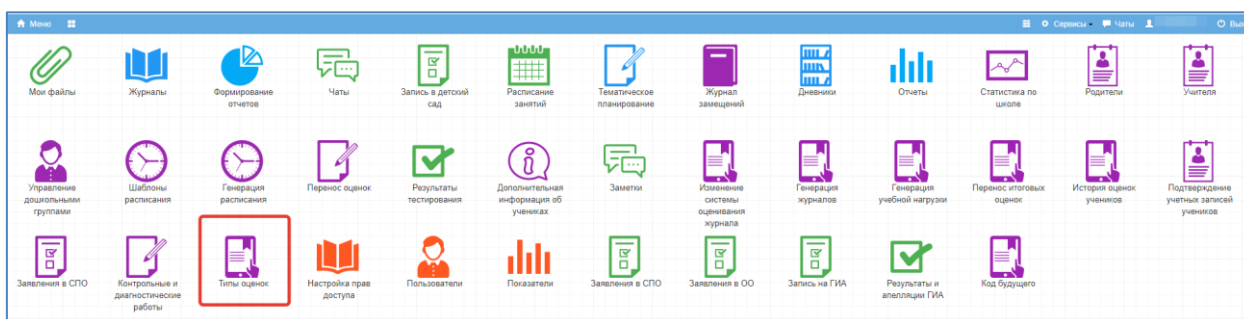 Меню
Сервисы
Чаты
Мои файлы
Журналы
Формирование
отчетов
Чаты
Запись в детский
сад
Расписание
занятий
Тематическое
планирование
Журнал
замещений
Дневники
Отчеты
Статистика по
школе
Родители
Учителя
Управление
дошкольными
группами
Шаблоны
расписания
Генерация
расписания
Перенос оценок
Результаты
тестирования
Дополнительная
информация об
учениках
Заметки
Изменение
системы
оценивания
журнала
Генерация
журналов
Генерация
учебной нагрузки
Перенос итоговых
оценок
История оценок
учеников
Подтверждение
учетных записей
учеников
Заявления в СПО
Контрольные и
диагностические
работы
Типы оценок
Настройка прав
доступа
Пользователи
Показатели
Заявления в СПО
Заявления в ОО
Запись на ГИА
Результаты и
апелляции ГИА
Код будущего